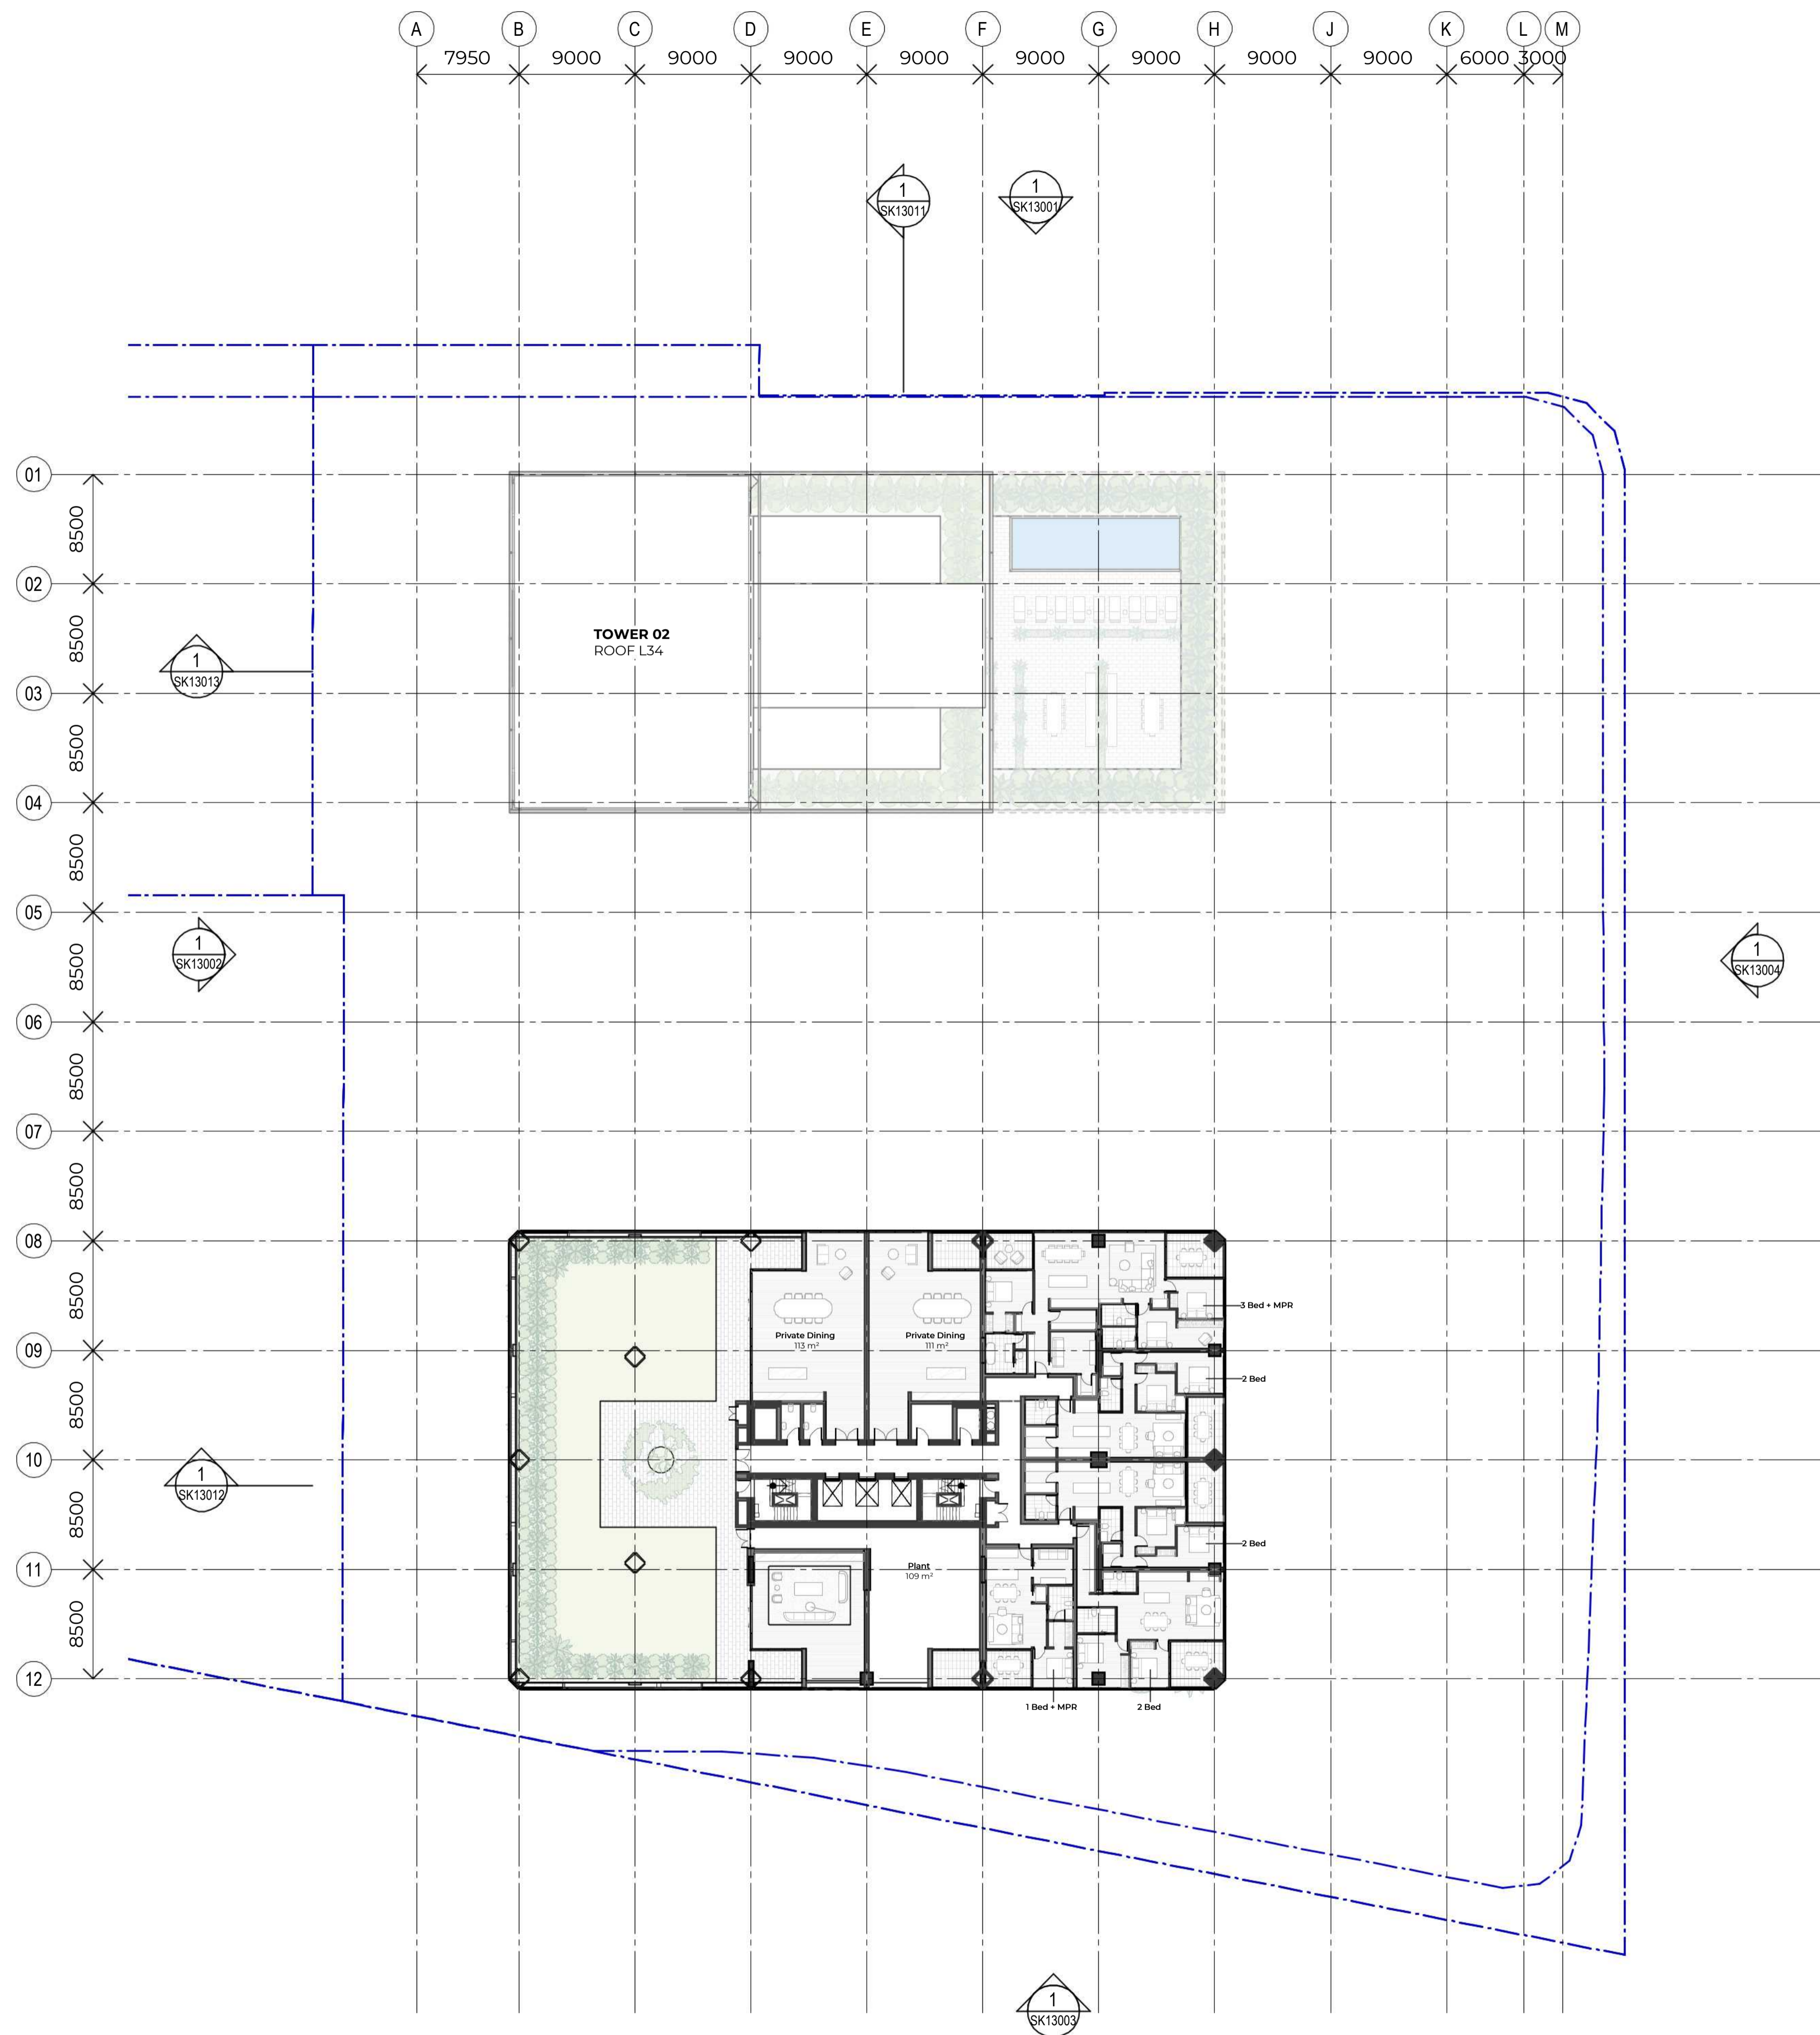 A B C D E F G H J K L M
7950 9000 9000 9000 9000 9000 9000 9000 9000 6000 3000
1
SK13011
1
SK13001
01
8500
02
8500
TOWER 02
ROOF L34
1
SK13013
03
8500
04
8500
05
1
SK13002
8500
1
SK13004
06
8500
07
8500
08
8500
3 Bed + MPR
Private Dining
113 m²
Private Dining
111 m²
09
2 Bed
8500
10
1
SK13012
8500
2 Bed
11
Plant
109 m²
8500
12
1 Bed + MPR
2 Bed
1
SK13003